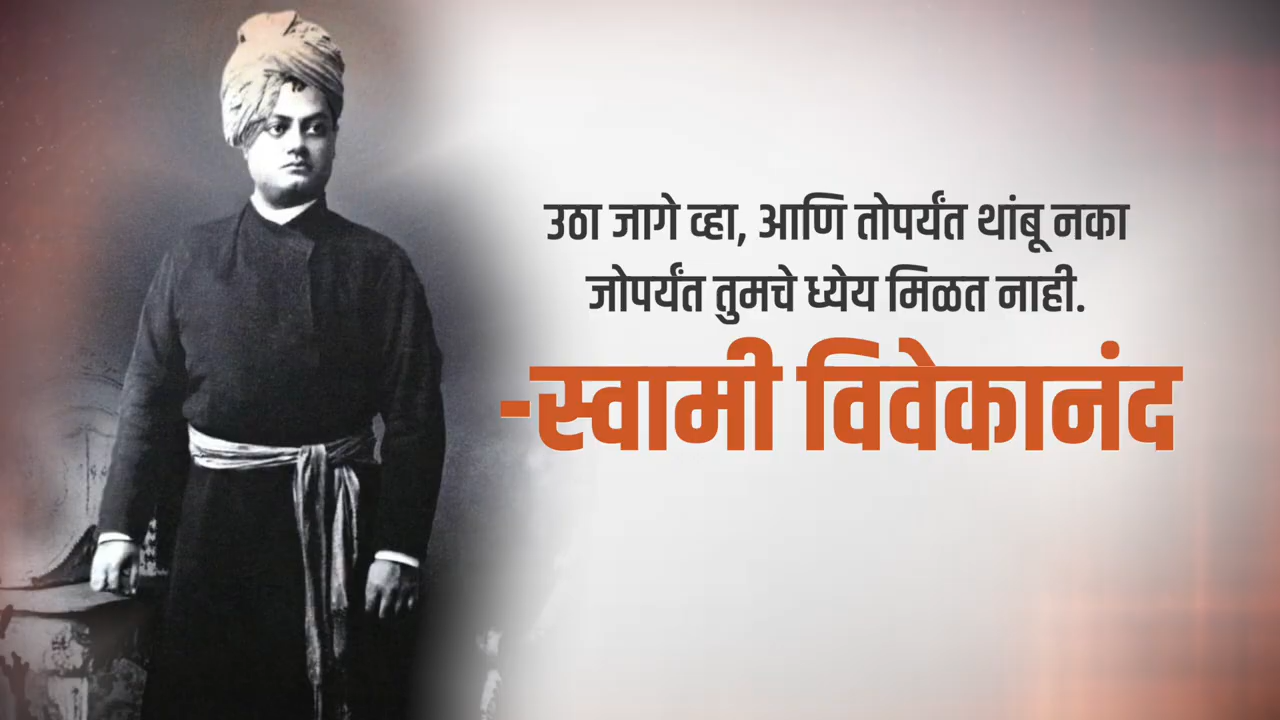 उठा जागे व्हा, आणि तोपर्यंत थांबू नका
जोपर्यंत तुमचे ध्येय मिळत नाही.
-स्वामी विवेकानंद